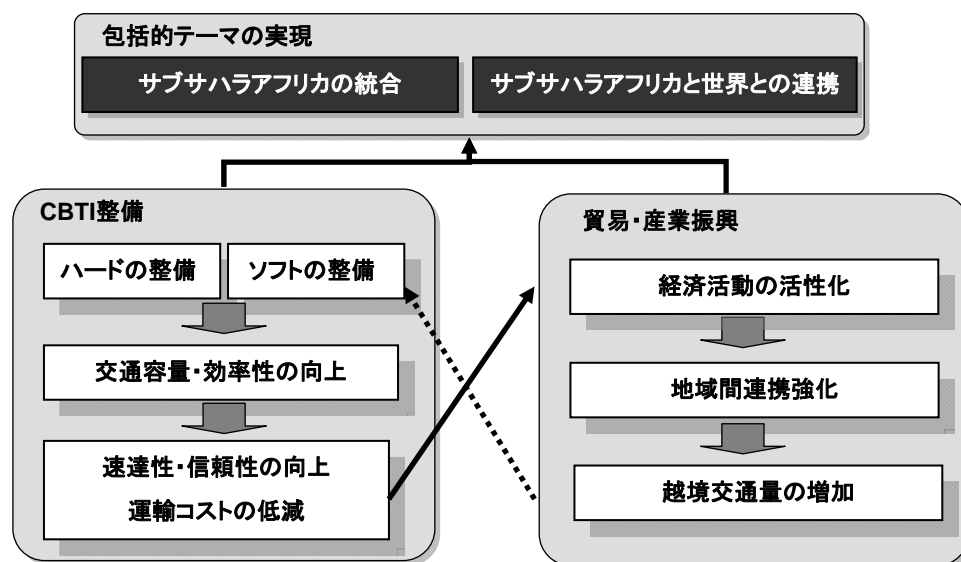 包括的テーマの実現
サブサハラアフリカの統合
サブサハラアフリカと世界との連携
CBTI整備
ハードの整備
ソフトの整備
交通容量・効率性の向上
速達性・信頼性の向上
運輸コストの低減
貿易・産業振興
経済活動の活性化
地域間連携強化
越境交通量の増加